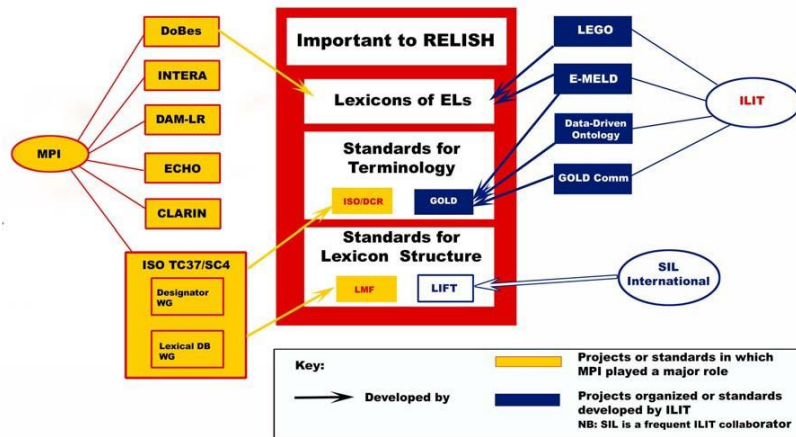 DoBes
INTERA
DAM-LR
MPI
ECHO
CLARIN
ISO TC37/SC4
Designator
WG
Lexical DB
WG
Important to RELISH
Lexicons of ELs
Standards for
Terminology
ISO/DCR
GOLD
Standards for
Lexicon Structure
LMF
LIFT
LEGO
E-MELD
Data-Driven
Ontology
GOLD Comm
ILIT
SIL
International
Key:
Developed by
Projects or standards in which
MPI played a major role
Projects organized or standards
developed by ILIT
NB: SIL is a frequent ILIT collaborator